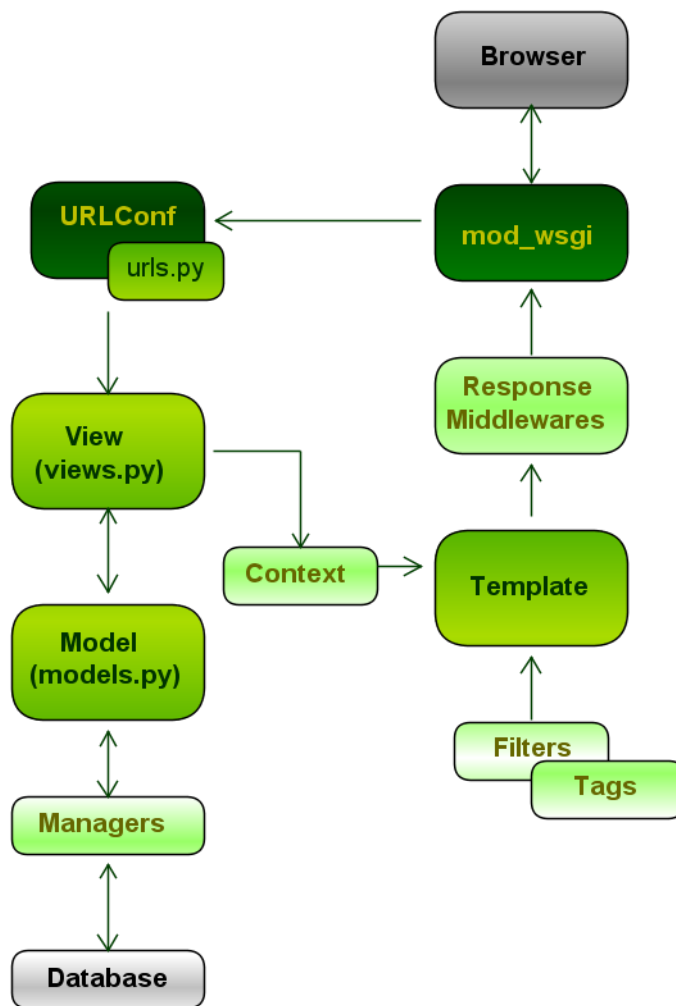 Browser
URLConf
urls.py
mod_wsgi
View
(views.py)
Response
Middlewares
Context
Template
Model
(models.py)
Filters
Tags
Managers
Database